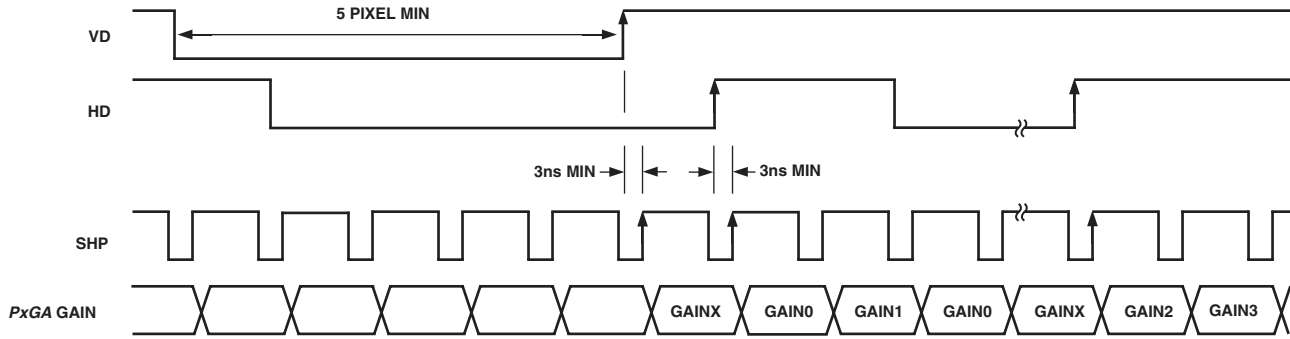 5 PIXEL MIN
VD
HD
3ns MIN
3ns MIN
SHP
PxGA GAIN
GAINX
GAIN0
GAIN1
GAIN0
GAINX
GAIN2
GAIN3